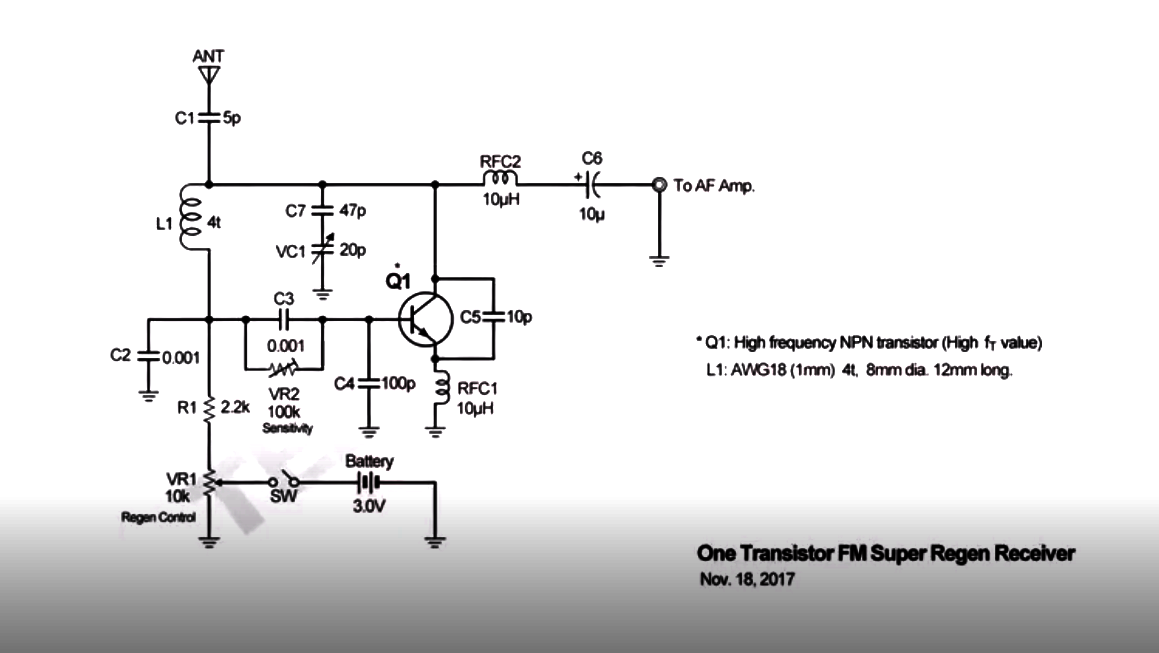 ANT
C1 5p
RFC2
10µH
C6
+
10µ
To AF Amp.
L1 4t
C7 47p
VC1 20p
*
Q1
C3
0.001
C5 10p
C2 0.001
VR2
100k
Sensitivity
C4 100p
RFC1
10µH
R1 2.2k
VR1
10k
Regen Control
SW
Battery
3.0V
* Q1: High frequency NPN transistor (High fT value)
L1: AWG18 (1mm) 4t, 8mm dia. 12mm long.
One Transistor FM Super Regen Receiver
Nov. 18, 2017